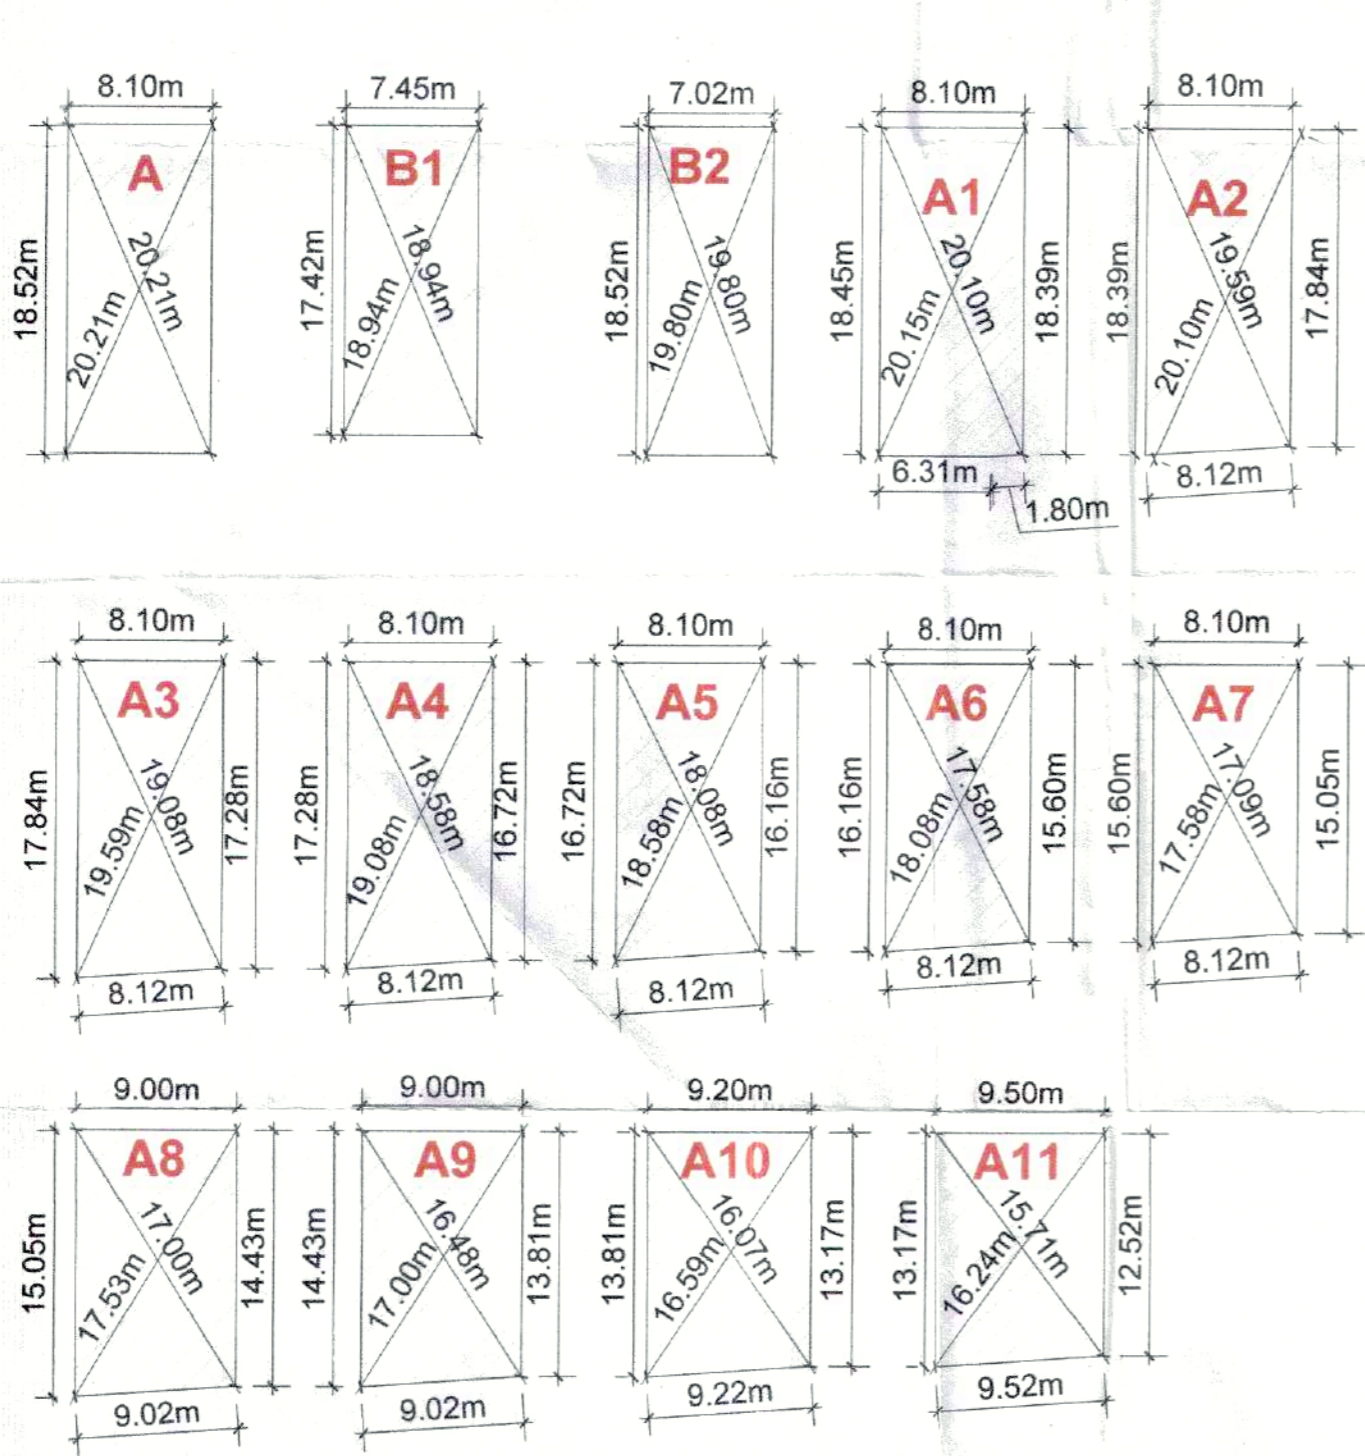 8.10m
A
18.52m
20.21m
20.21m
7.45m
B1
17.42m
18.94m
18.94m
7.02m
B2
18.52m
19.80m
19.80m
8.10m
A1
18.45m
20.10m
20.15m
18.39m
6.31m
1.80m
8.10m
A2
18.39m
19.59m
20.10m
17.84m
8.12m
8.10m
A3
17.84m
19.08m
19.59m
17.28m
8.12m
8.10m
A4
17.28m
18.58m
19.08m
16.72m
8.12m
8.10m
A5
16.72m
18.08m
18.58m
16.16m
8.12m
8.10m
A6
16.16m
17.58m
18.08m
15.60m
8.12m
8.10m
A7
15.60m
17.09m
17.58m
15.05m
8.12m
9.00m
A8
15.05m
17.00m
17.53m
14.43m
9.02m
9.00m
A9
14.43m
16.48m
17.00m
13.81m
9.02m
9.20m
A10
13.81m
16.07m
16.59m
13.17m
9.22m
9.50m
A11
13.17m
15.71m
16.24m
12.52m
9.52m